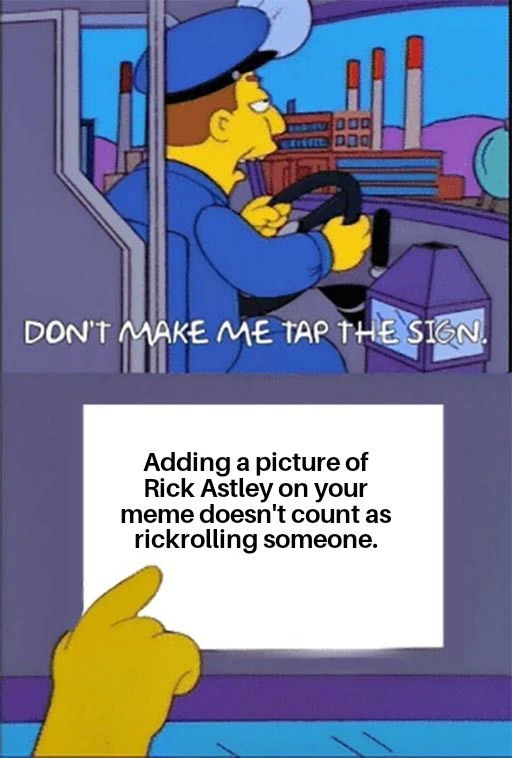 DON'T MAKE ME TAP THE SIGN.
Adding a picture of
Rick Astley on your
meme doesn't count as
rickrolling someone.